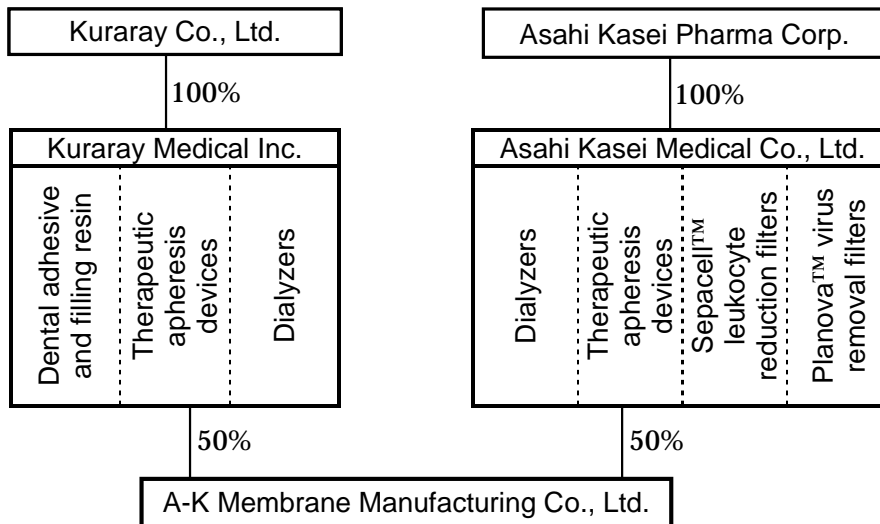 Kuraray Co., Ltd.
Asahi Kasei Pharma Corp.
100%
100%
Kuraray Medical Inc.
Asahi Kasei Medical Co., Ltd.
Dental adhesive
and filling resin
Therapeutic
apheresis
devices
Dialyzers
Dialyzers
Therapeutic
apheresis
devices
Sepacell™
leukocyte
reduction filters
Planova™ virus
removal filters
50%
50%
A-K Membrane Manufacturing Co., Ltd.